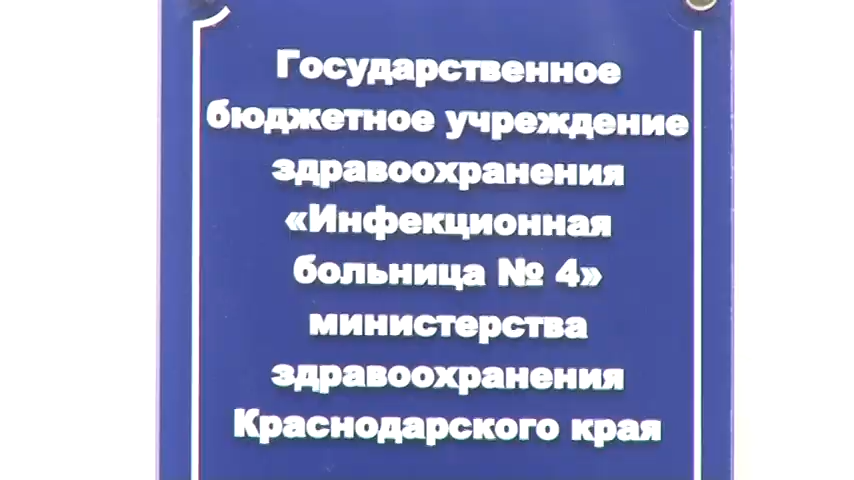 Государственное
бюджетное учреждение
здравоохранения
«Инфекционная
больница № 4»
министерства
здравоохранения
Краснодарского края